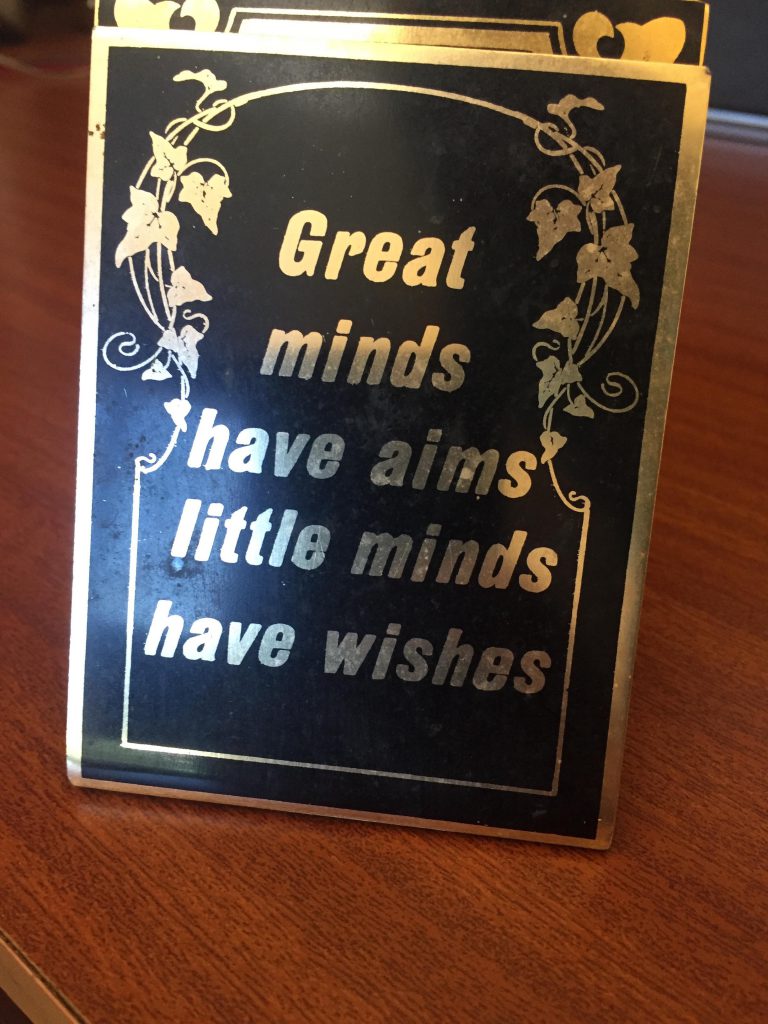 Great
minds
have aims
little minds
have wishes